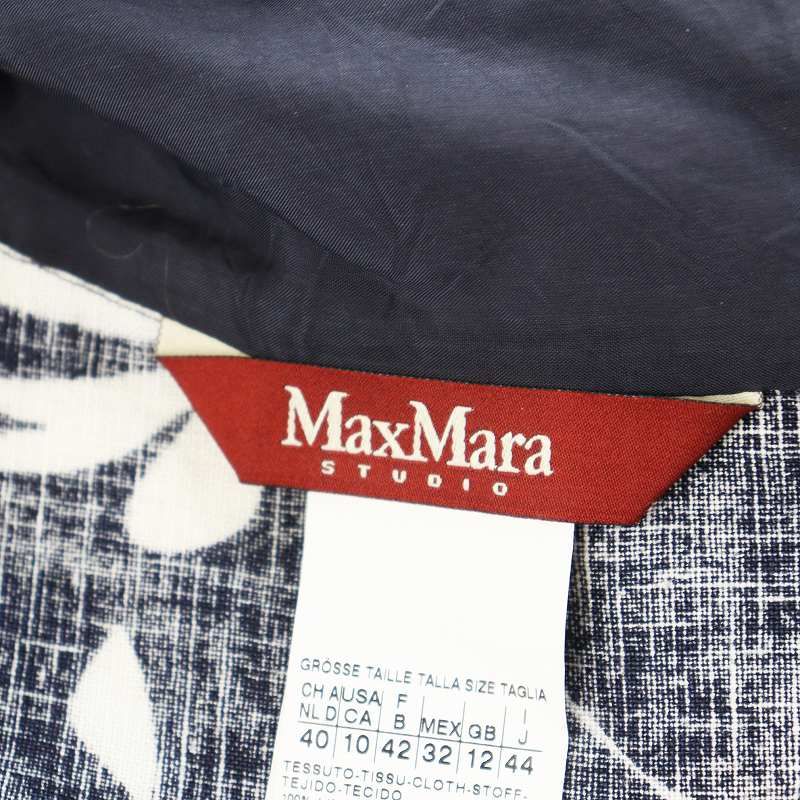 MaxMara
STUDIO
GRÖSSE TAILLE TALLA SIZE TAGLIA
CH A USA F I
NL D CA B MEX GB J
40 10 42 32 12 44
TESSUTO-TISSU-CLOTH-STOFF-
TEJIDO-TECIDO
100%